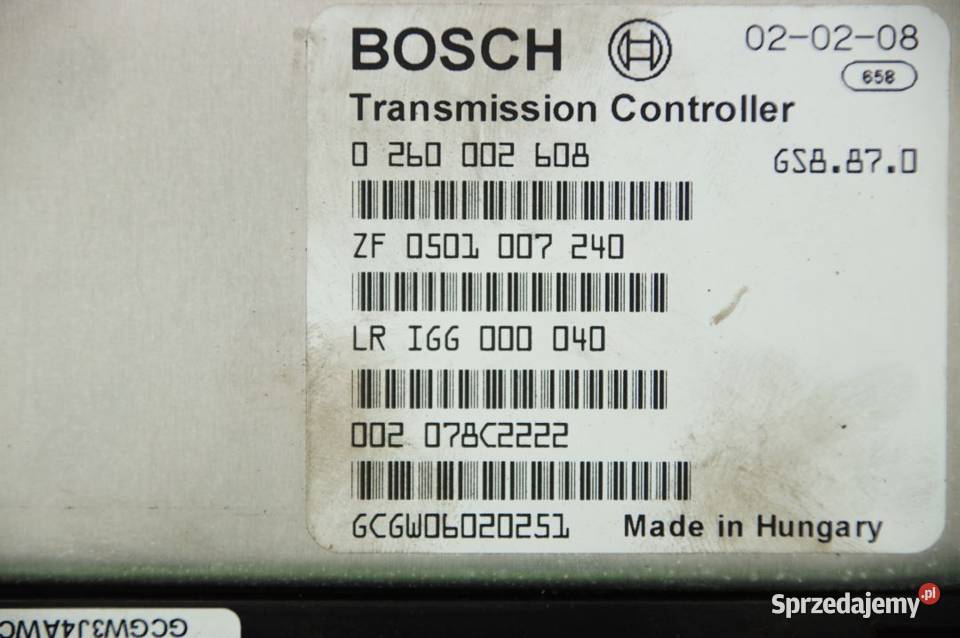 BOSCH
02-02-08
658
Transmission Controller
0 260 002 608
GS8.87.0
ZF 0501 007 240
LR IGG 000 040
002 078C2222
GCGW06020251
Made in Hungary
GCGW3J4AWC
Sprzedajemy.pl